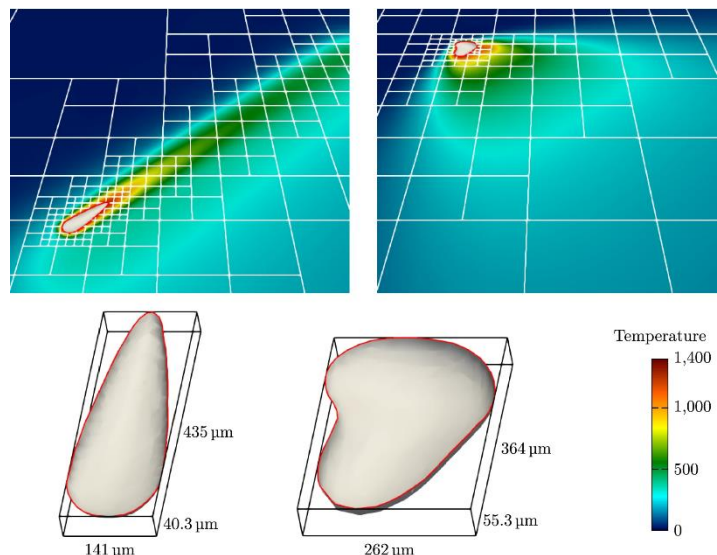 Temperature
1,400
1,000
500
0
435 µm
40.3 µm
141 µm
364 µm
55.3 µm
262 µm